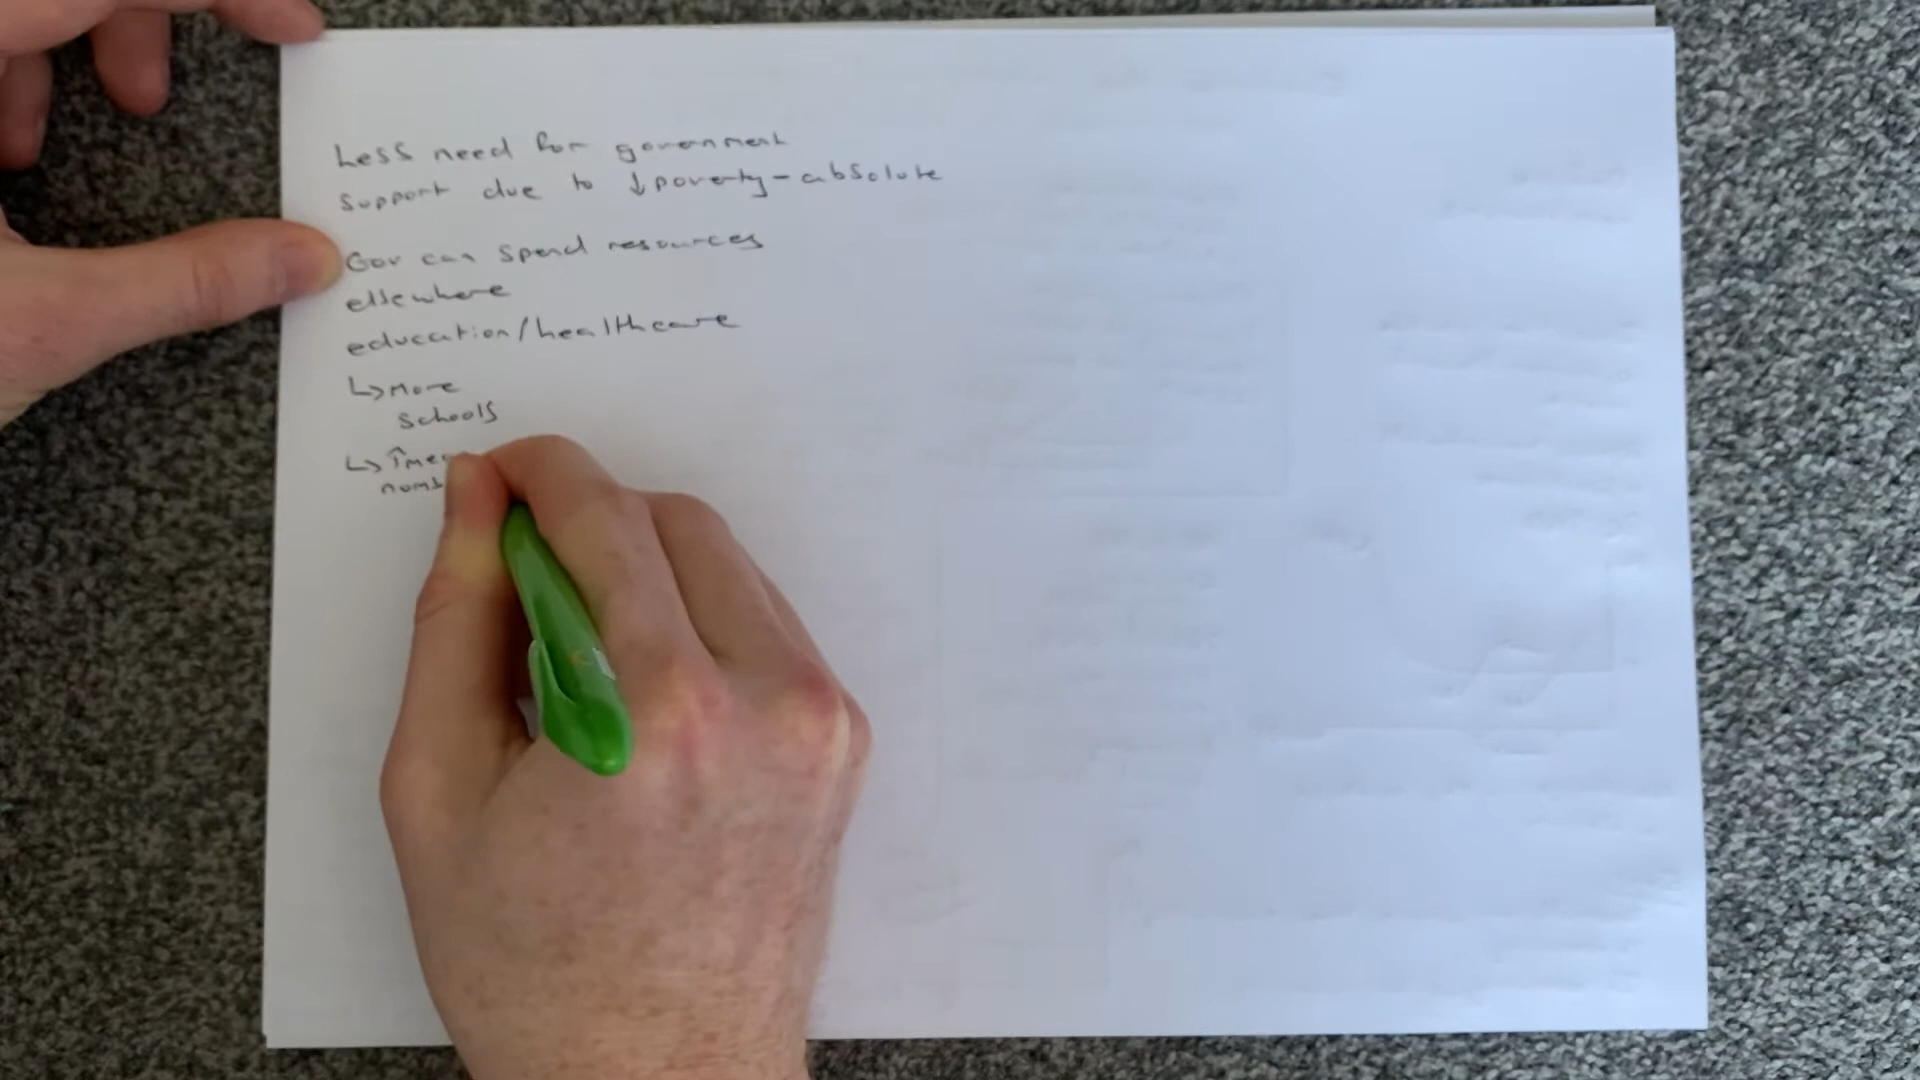 Less need for government
support due to ↓poverty-absolute
Gov can spend resources
elsewhere
education/healthcare
↳More
schools
↳↑